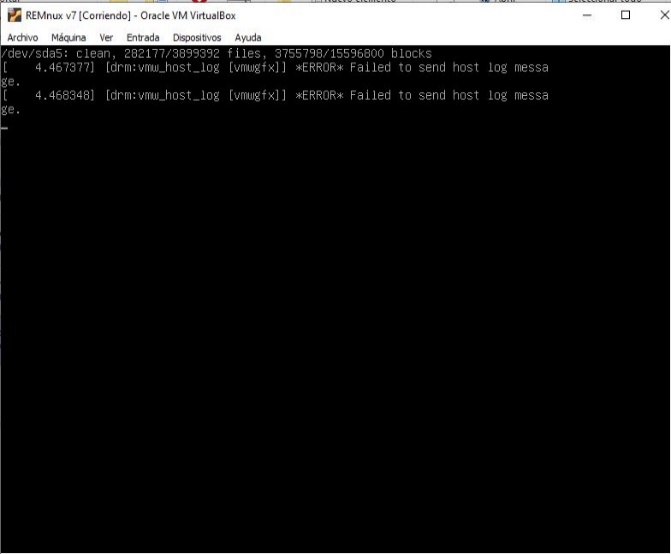 REMnux v7 [Corriendo] - Oracle VM VirtualBox
Archivo Máquina Ver Entrada Dispositivos Ayuda
/dev/sda5: clean, 282177/3899392 files, 3755798/15596800 blocks
[    4.467377] [drm:vmw_host_log [vmwgfx]] *ERROR* Failed to send host log messa
ge.
[    4.468348] [drm:vmw_host_log [vmwgfx]] *ERROR* Failed to send host log messa
ge.